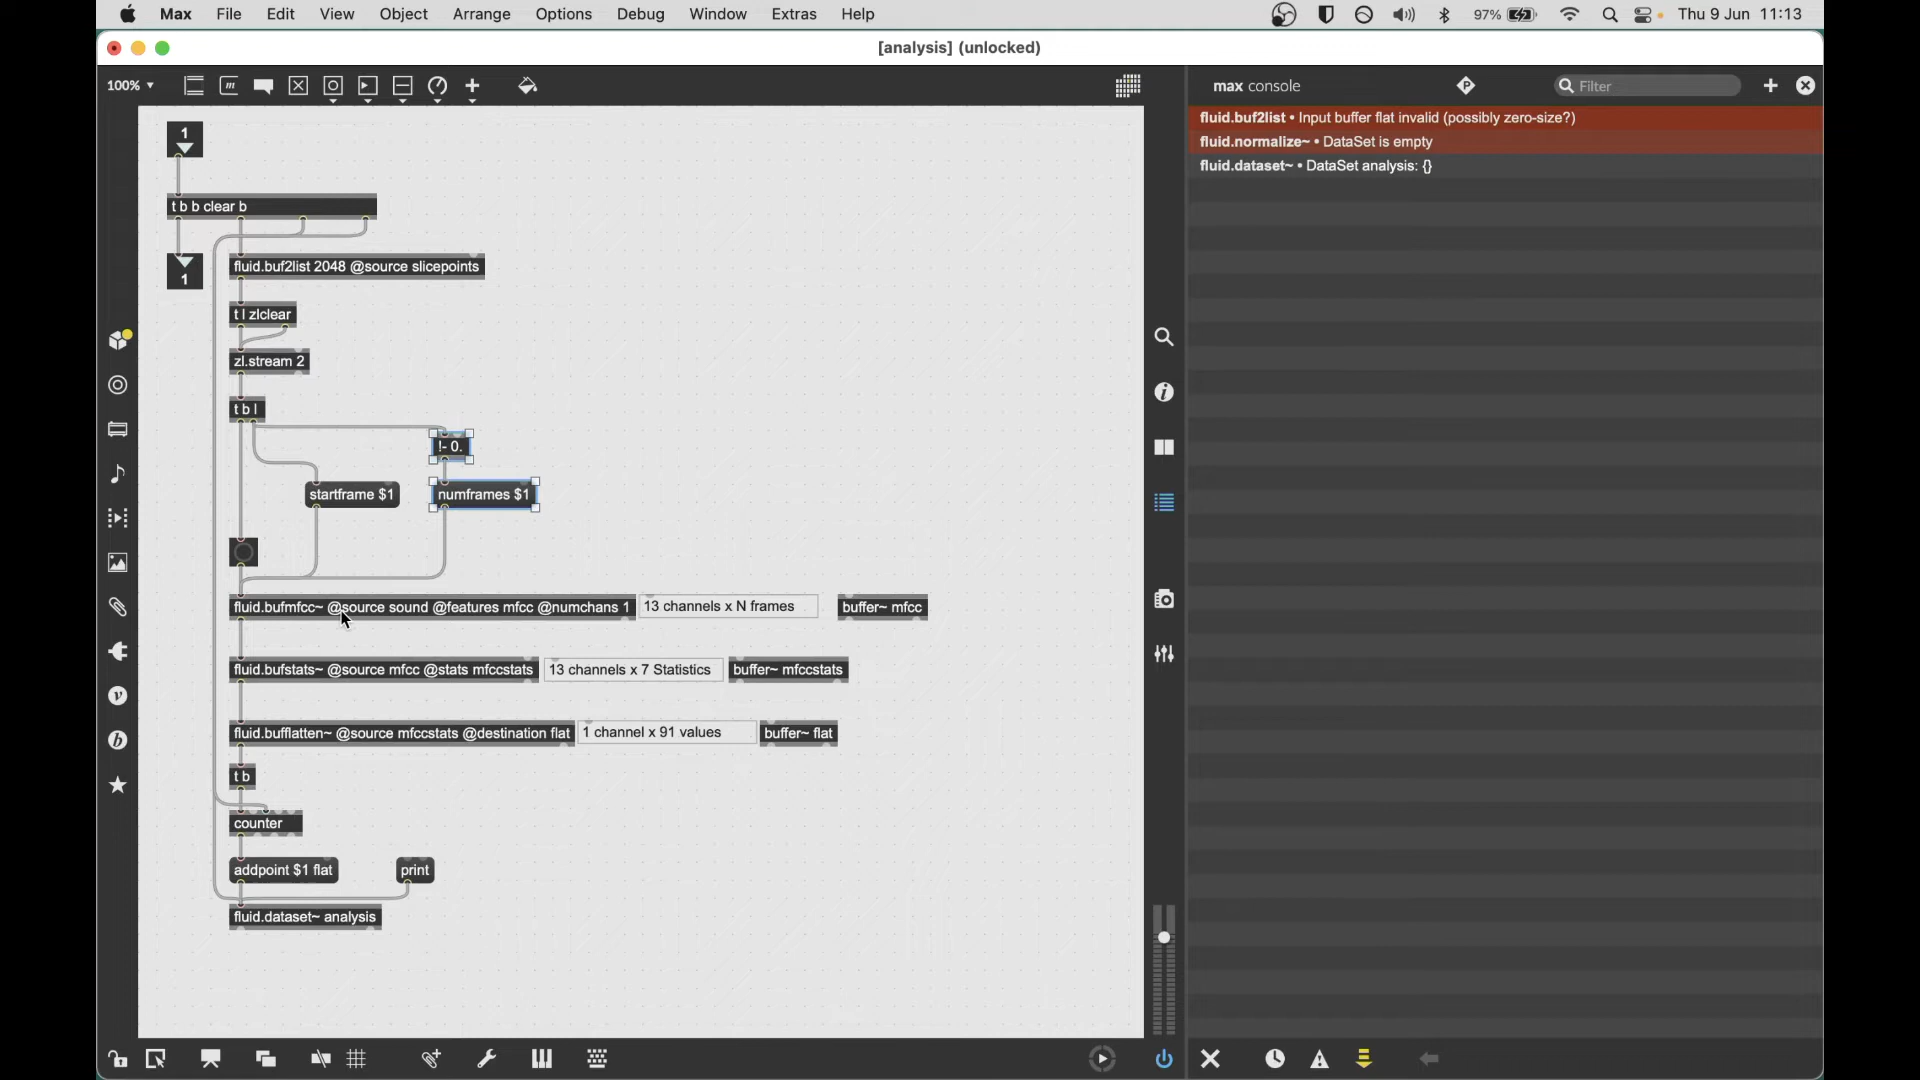 Max File Edit View Object Arrange Options Debug Window Extras Help 97% Thu 9 Jun 11:13
[analysis] (unlocked)
100%
max console
Filter
fluid.buf2list • Input buffer flat invalid (possibly zero-size?)
fluid.normalize~ • DataSet is empty
fluid.dataset~ • DataSet analysis: {}
1
t b b clear b
1
fluid.buf2list 2048 @source slicepoints
t l zlclear
zl.stream 2
t b l
!- 0.
startframe $1
numframes $1
fluid.bufmfcc~ @source sound @features mfcc @numchans 1
13 channels x N frames
buffer~ mfcc
fluid.bufstats~ @source mfcc @stats mfccstats
13 channels x 7 Statistics
buffer~ mfccstats
fluid.bufflatten~ @source mfccstats @destination flat
1 channel x 91 values
buffer~ flat
t b
counter
addpoint $1 flat
print
fluid.dataset~ analysis